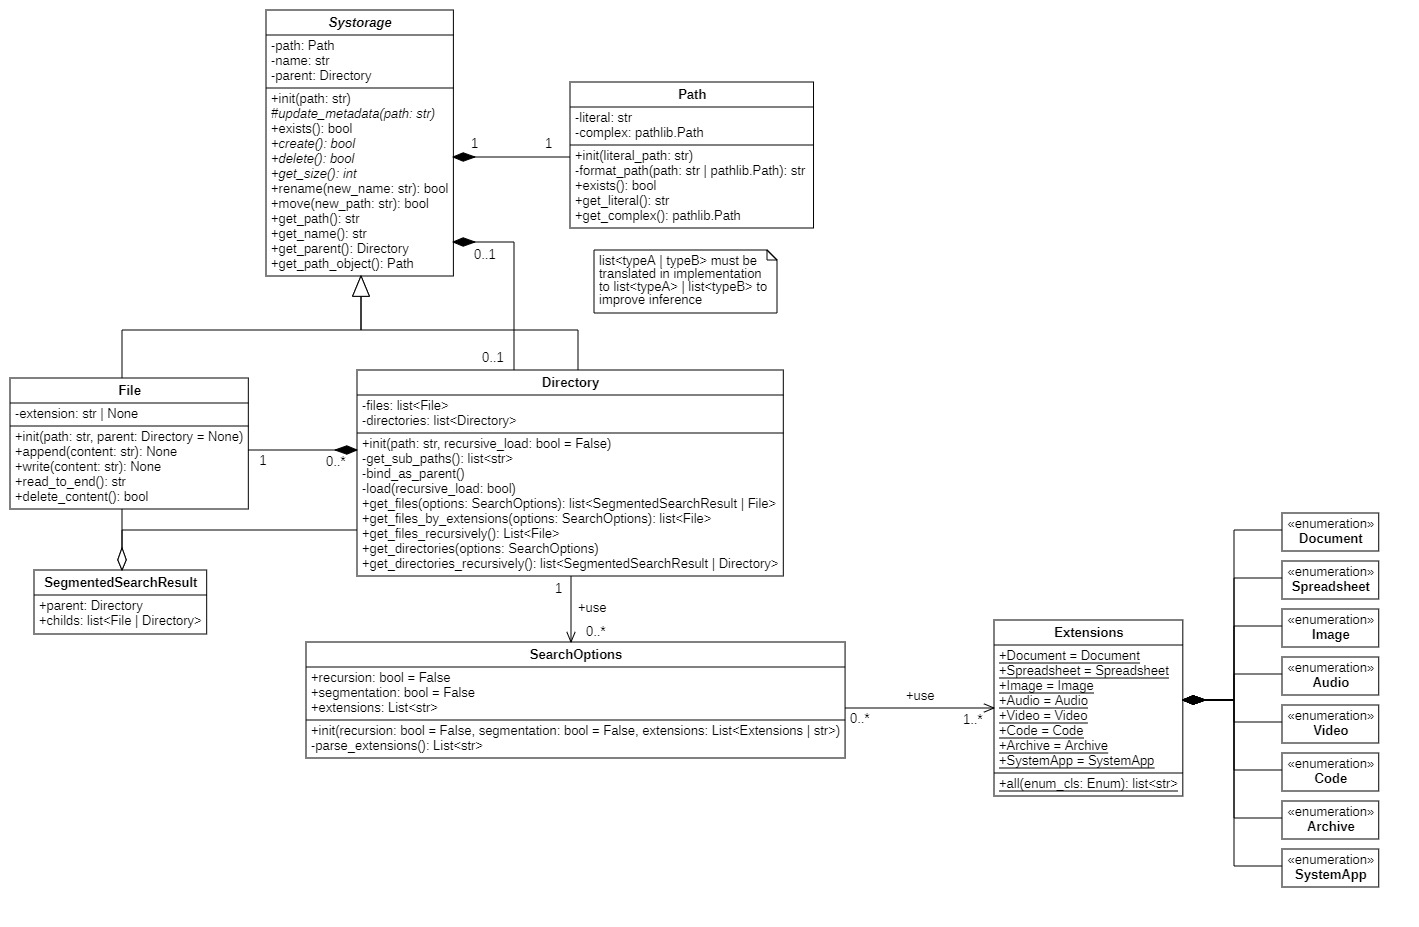 Systorage
-path: Path
-name: str
-parent: Directory
+init(path: str)
#update_metadata(path: str)
+exists(): bool
+create(): bool
+delete(): bool
+get_size(): int
+rename(new_name: str): bool
+move(new_path: str): bool
+get_path(): str
+get_name(): str
+get_parent(): Directory
+get_path_object(): Path
1
1
Path
-literal: str
-complex: pathlib.Path
+init(literal_path: str)
-format_path(path: str | pathlib.Path): str
+exists(): bool
+get_literal(): str
+get_complex(): pathlib.Path
0..1
0..1
list<typeA | typeB> must be
translated in implementation
to list<typeA> | list<typeB> to
improve inference
File
-extension: str | None
+init(path: str, parent: Directory = None)
+append(content: str): None
+write(content: str): None
+read_to_end(): str
+delete_content(): bool
1
0..*
Directory
-files: list<File>
-directories: list<Directory>
+init(path: str, recursive_load: bool = False)
-get_sub_paths(): list<str>
-bind_as_parent()
-load(recursive_load: bool)
+get_files(options: SearchOptions): list<SegmentedSearchResult | File>
+get_files_by_extensions(options: SearchOptions): list<File>
+get_files_recursively(): List<File>
+get_directories(options: SearchOptions)
+get_directories_recursively(): list<SegmentedSearchResult | Directory>
SegmentedSearchResult
+parent: Directory
+childs: list<File | Directory>
1
+use
0..*
SearchOptions
+recursion: bool = False
+segmentation: bool = False
+extensions: List<str>
+init(recursion: bool = False, segmentation: bool = False, extensions: List<Extensions | str>)
-parse_extensions(): List<str>
+use
0..*
1..*
Extensions
+Document = Document
+Spreadsheet = Spreadsheet
+Image = Image
+Audio = Audio
+Video = Video
+Code = Code
+Archive = Archive
+SystemApp = SystemApp
+all(enum_cls: Enum): list<str>
«enumeration»
Document
«enumeration»
Spreadsheet
«enumeration»
Image
«enumeration»
Audio
«enumeration»
Video
«enumeration»
Code
«enumeration»
Archive
«enumeration»
SystemApp